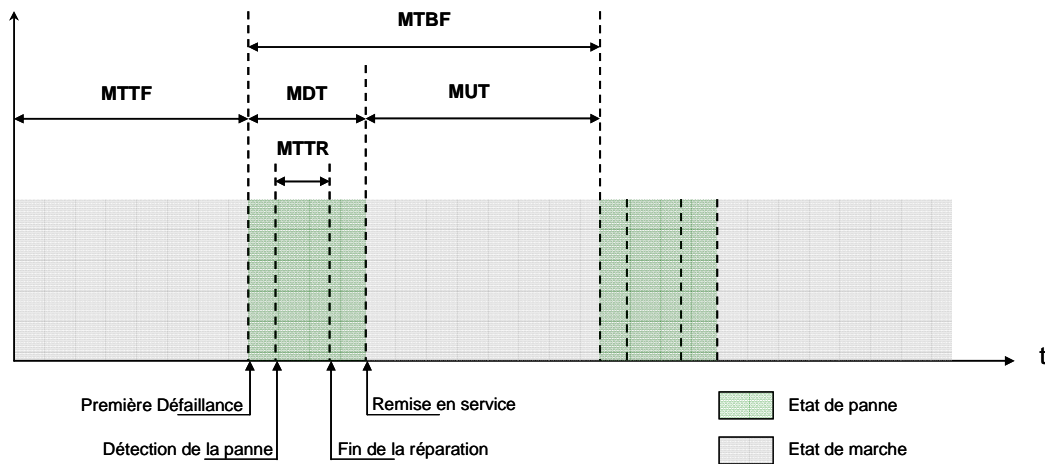 MTBF
MTTF
MDT
MUT
MTTR
t
Première Défaillance
Remise en service
Détection de la panne
Fin de la réparation
Etat de panne
Etat de marche